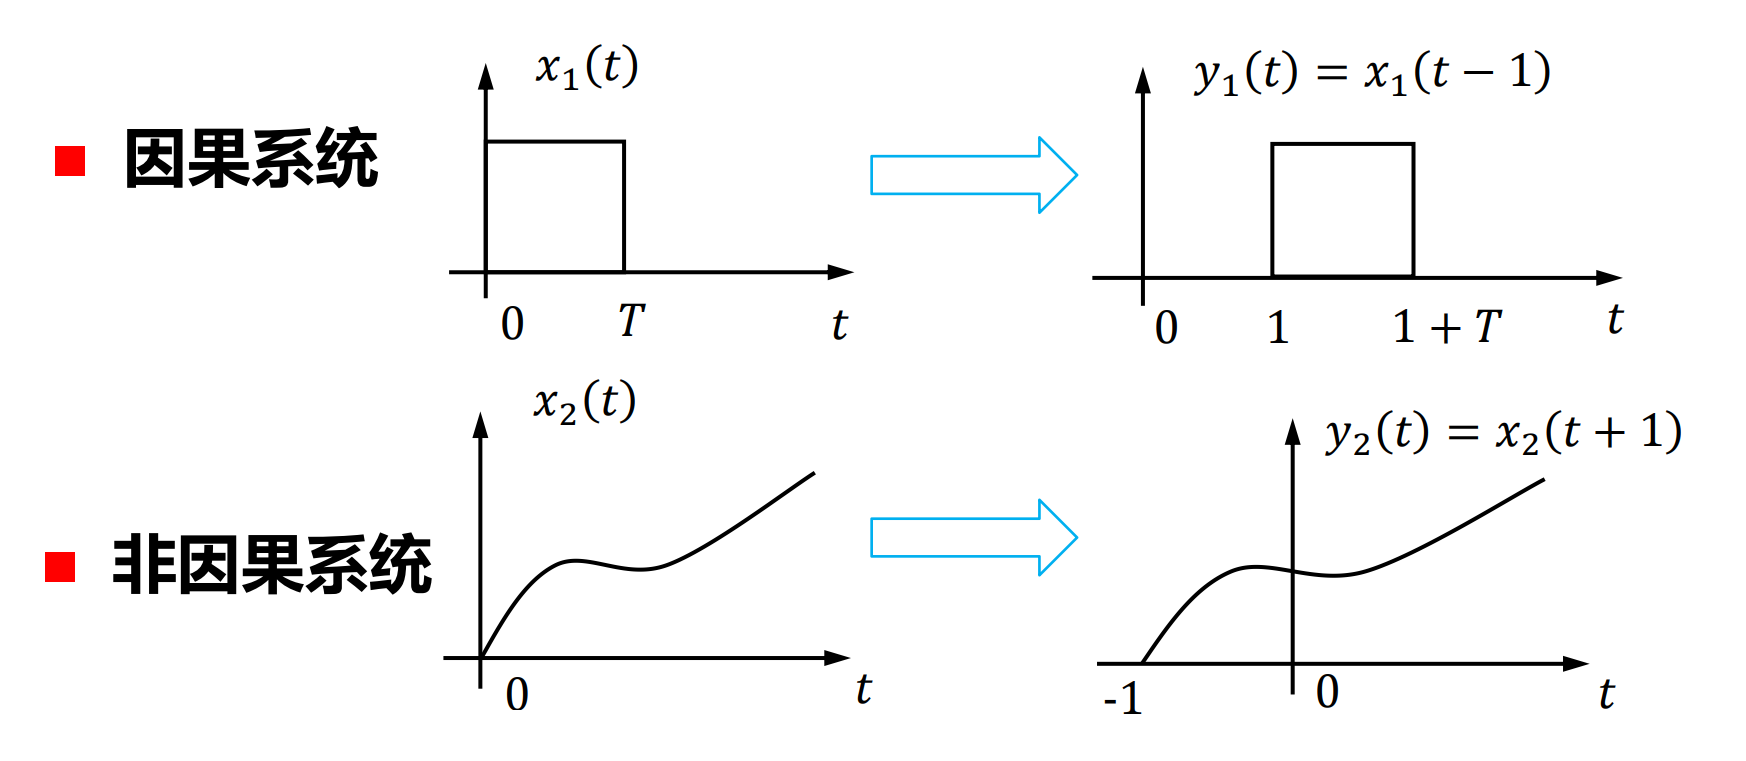 x₁(t)
y₁(t) = x₁(t − 1)
因果系统
0 T t
0 1 1 + T t
x₂(t)
y₂(t) = x₂(t + 1)
非因果系统
0 t
-1 0 t